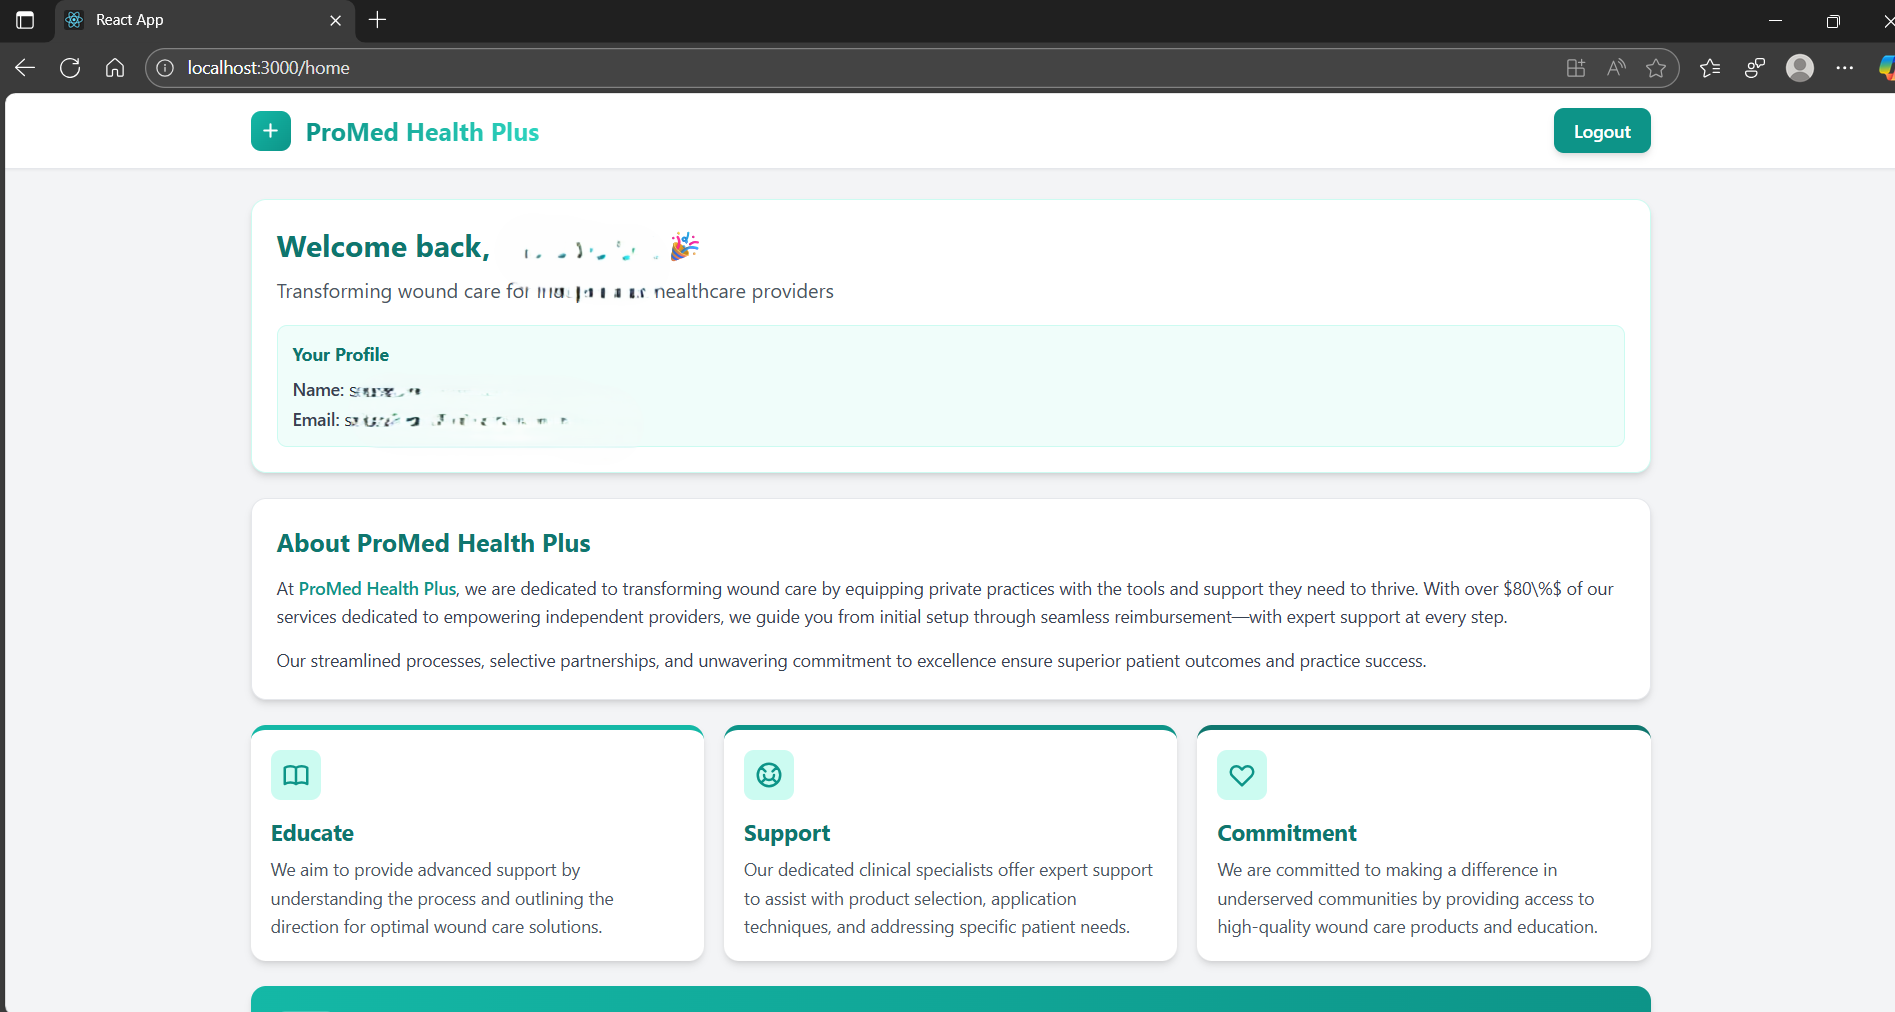 React App
localhost:3000/home
ProMed Health Plus
Logout
Welcome back, 🎉
Transforming wound care for healthcare providers
Your Profile
Name:
Email:
About ProMed Health Plus
At ProMed Health Plus, we are dedicated to transforming wound care by equipping private practices with the tools and support they need to thrive. With over $80\%$ of our
services dedicated to empowering independent providers, we guide you from initial setup through seamless reimbursement—with expert support at every step.
Our streamlined processes, selective partnerships, and unwavering commitment to excellence ensure superior patient outcomes and practice success.
Educate
We aim to provide advanced support by
understanding the process and outlining the
direction for optimal wound care solutions.
Support
Our dedicated clinical specialists offer expert support
to assist with product selection, application
techniques, and addressing specific patient needs.
Commitment
We are committed to making a difference in
underserved communities by providing access to
high-quality wound care products and education.